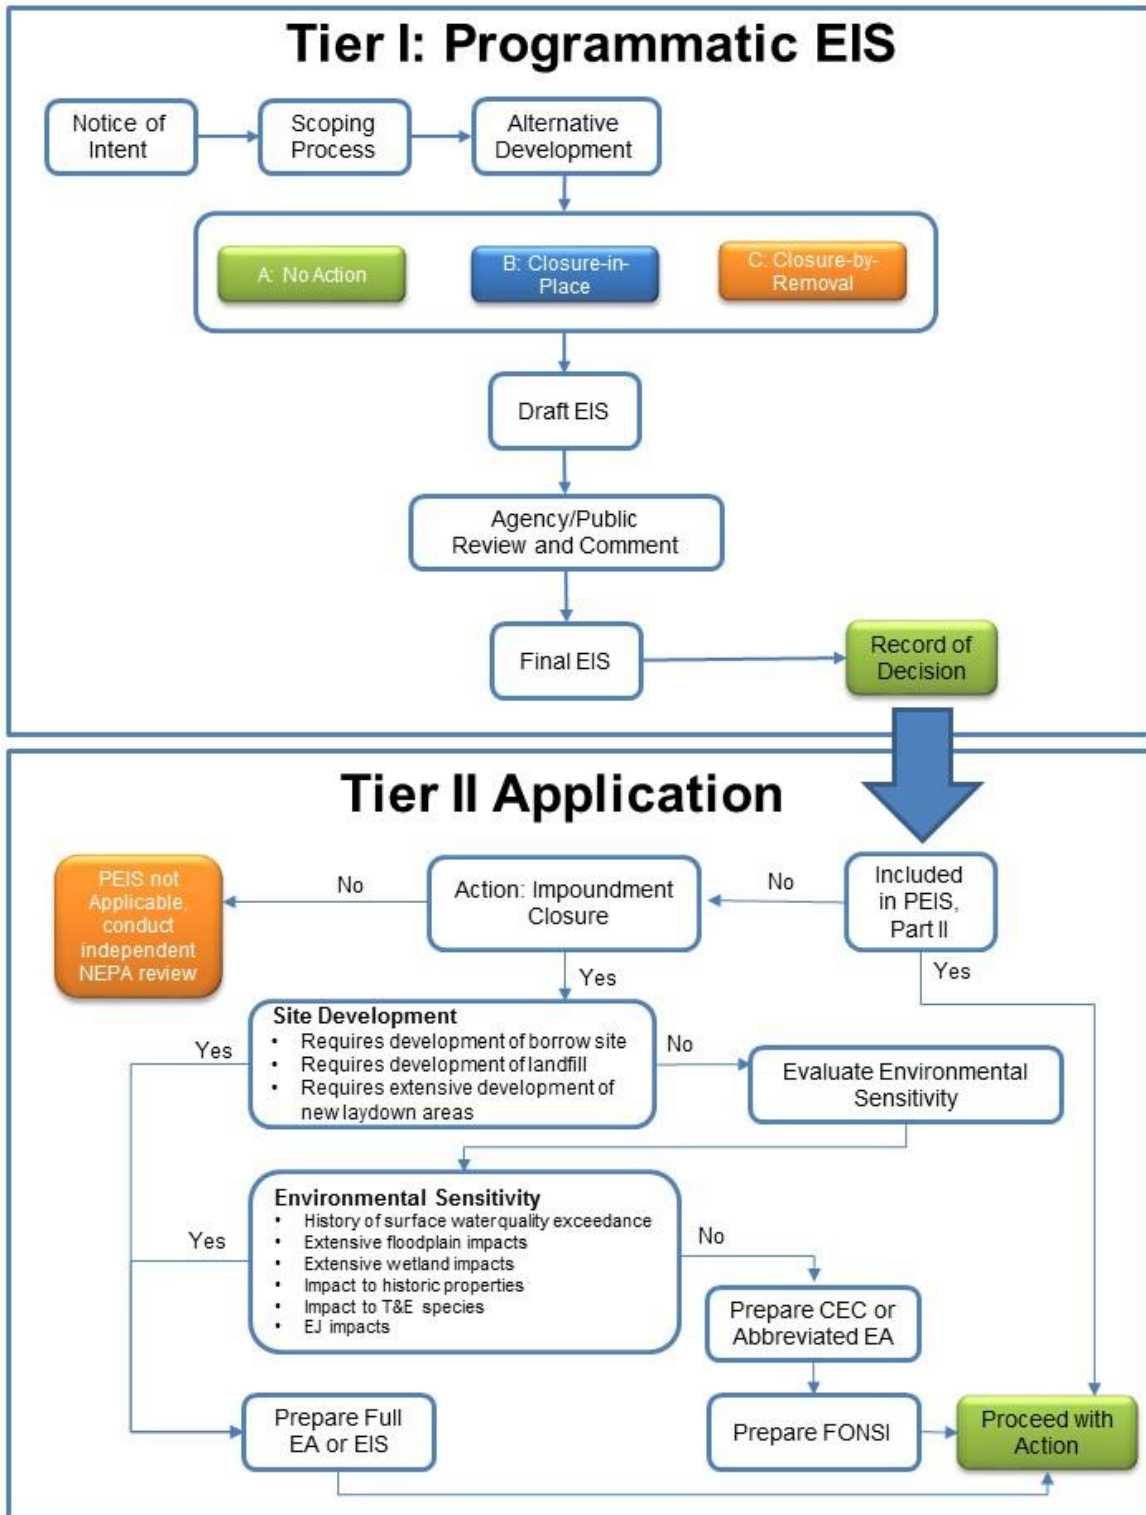 Tier I: Programmatic EIS
Notice of
Intent
Scoping
Process
Alternative
Development
A: No Action
B: Closure-in-
Place
C: Closure-by-
Removal
Draft EIS
Agency/Public
Review and Comment
Final EIS
Record of
Decision
Tier II Application
PEIS not
Applicable,
conduct
independent
NEPA review
No
Action: Impoundment
Closure
No
Included
in PEIS,
Part II
Yes
Yes
Site Development
• Requires development of borrow site
• Requires development of landfill
• Requires extensive development of
new laydown areas
Yes
No
Evaluate Environmental
Sensitivity
Environmental Sensitivity
• History of surface water quality exceedance
• Extensive floodplain impacts
• Extensive wetland impacts
• Impact to historic properties
• Impact to T&E species
• EJ impacts
Yes
No
Prepare CEC or
Abbreviated EA
Prepare Full
EA or EIS
Prepare FONSI
Proceed with
Action